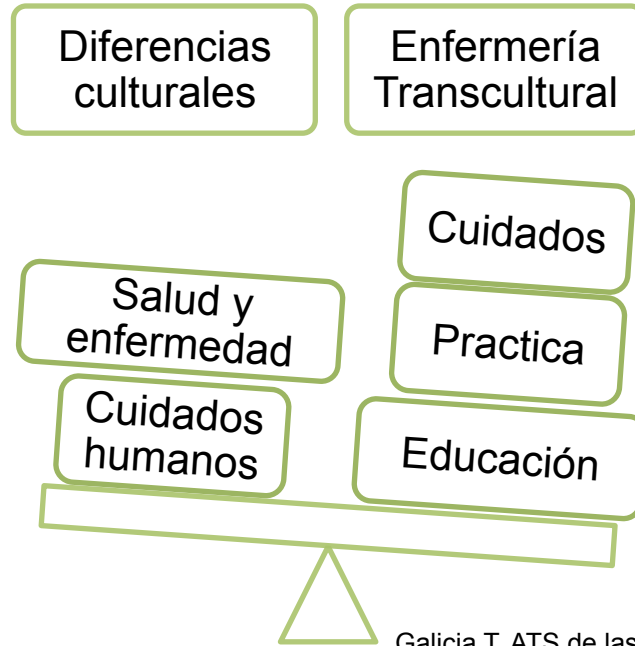 Diferencias
culturales
Enfermería
Transcultural
Cuidados
Salud y
enfermedad
Practica
Cuidados
humanos
Educación
Galicia T. ATS de las